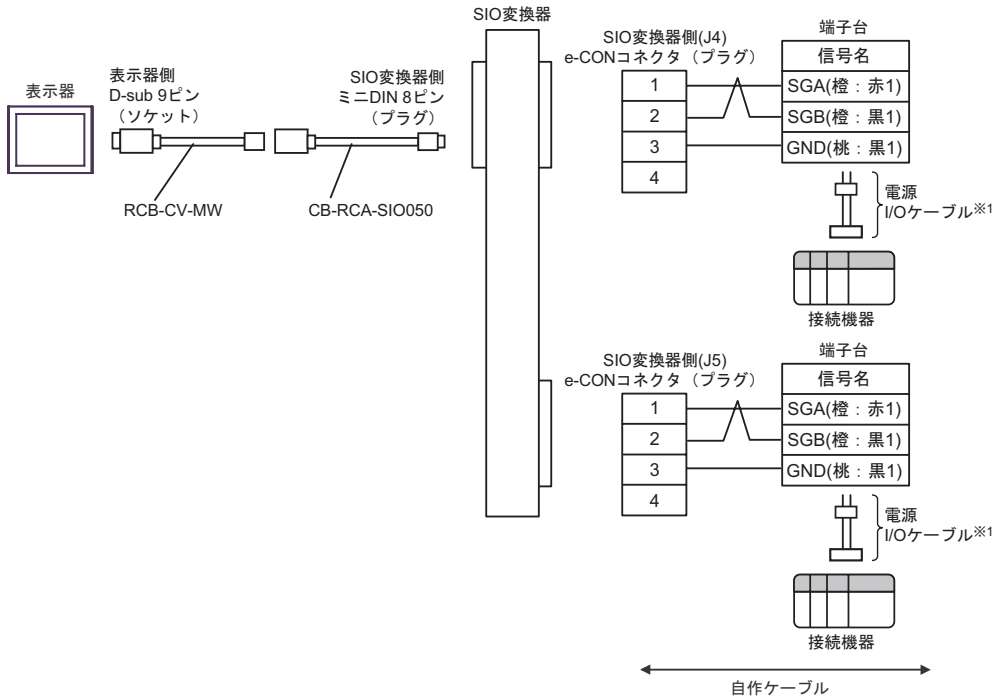 SIO変換器
表示器
表示器側
D-sub 9ピン
（ソケット）
SIO変換器側
ミニDIN 8ピン
（プラグ）
RCB-CV-MW
CB-RCA-SIO050
SIO変換器側(J4)
e-CONコネクタ（プラグ）
1
2
3
4
端子台
信号名
SGA(橙：赤1)
SGB(橙：黒1)
GND(桃：黒1)
電源
I/Oケーブル※1
接続機器
SIO変換器側(J5)
e-CONコネクタ（プラグ）
1
2
3
4
端子台
信号名
SGA(橙：赤1)
SGB(橙：黒1)
GND(桃：黒1)
電源
I/Oケーブル※1
接続機器
自作ケーブル